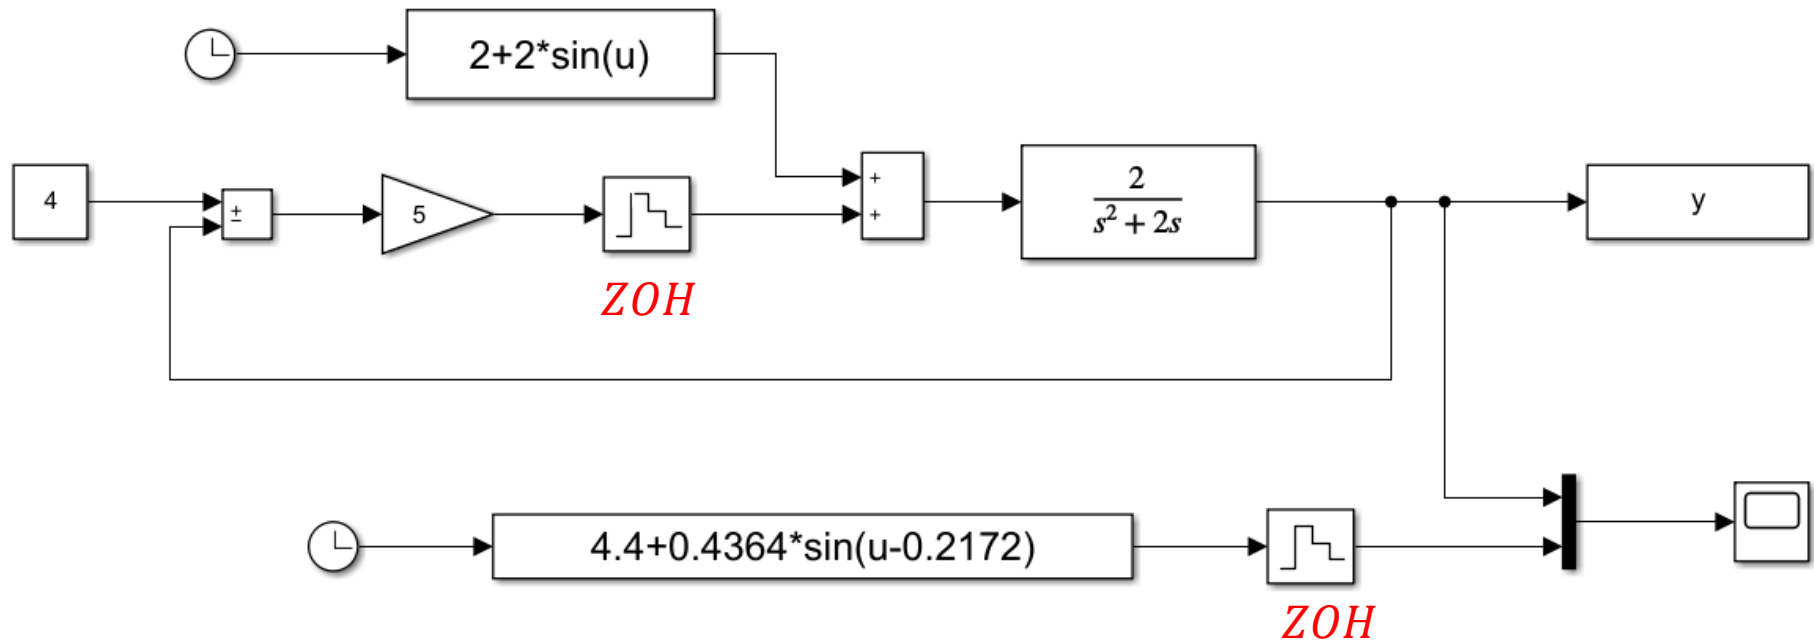 2+2*sin(u)
4
±
±
5
ZOH
+
+
2
s² + 2s
y
4.4+0.4364*sin(u-0.2172)
ZOH